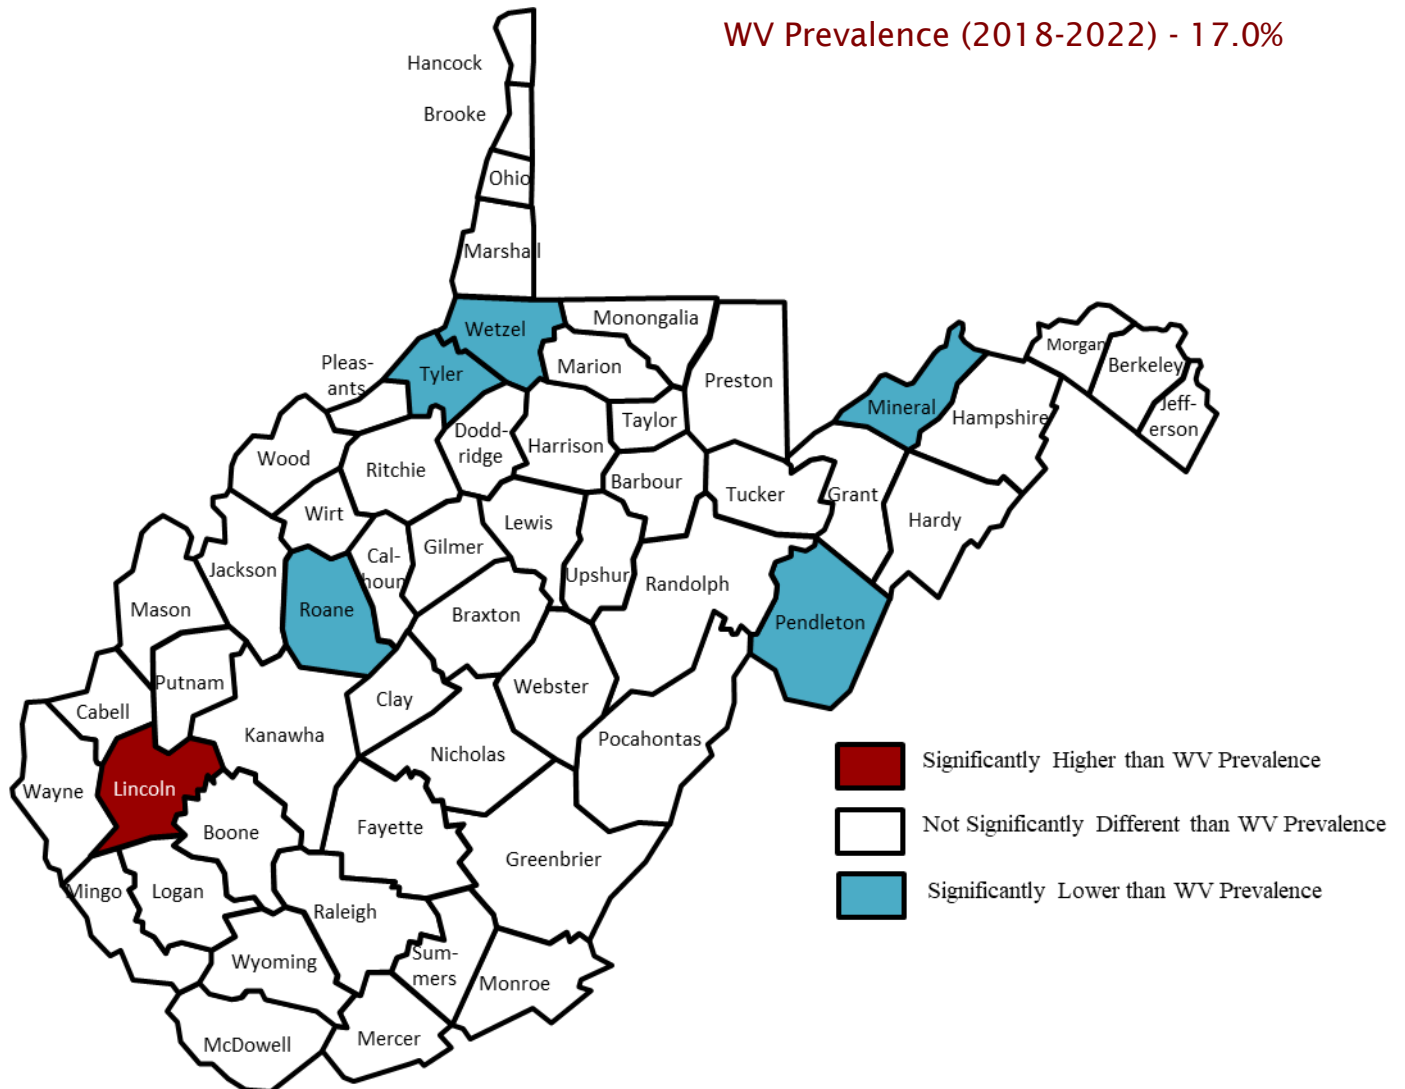 WV Prevalence (2018-2022) - 17.0%
Hancock
Brooke
Ohio
Marshall
Wetzel
Monongalia
Marion
Tyler
Pleas-
ants
Preston
Morgan
Berkeley
Jeff-
erson
Mineral
Hampshire
Taylor
Dodd-
ridge
Harrison
Wood
Ritchie
Barbour
Tucker
Grant
Hardy
Wirt
Lewis
Gilmer
Cal-
houn
Jackson
Upshur
Randolph
Mason
Roane
Braxton
Pendleton
Putnam
Clay
Webster
Cabell
Kanawha
Nicholas
Pocahontas
Wayne
Lincoln
Boone
Fayette
Greenbrier
Mingo
Logan
Raleigh
Wyoming
Sum-
mers
Monroe
McDowell
Mercer
Significantly Higher than WV Prevalence
Not Significantly Different than WV Prevalence
Significantly Lower than WV Prevalence